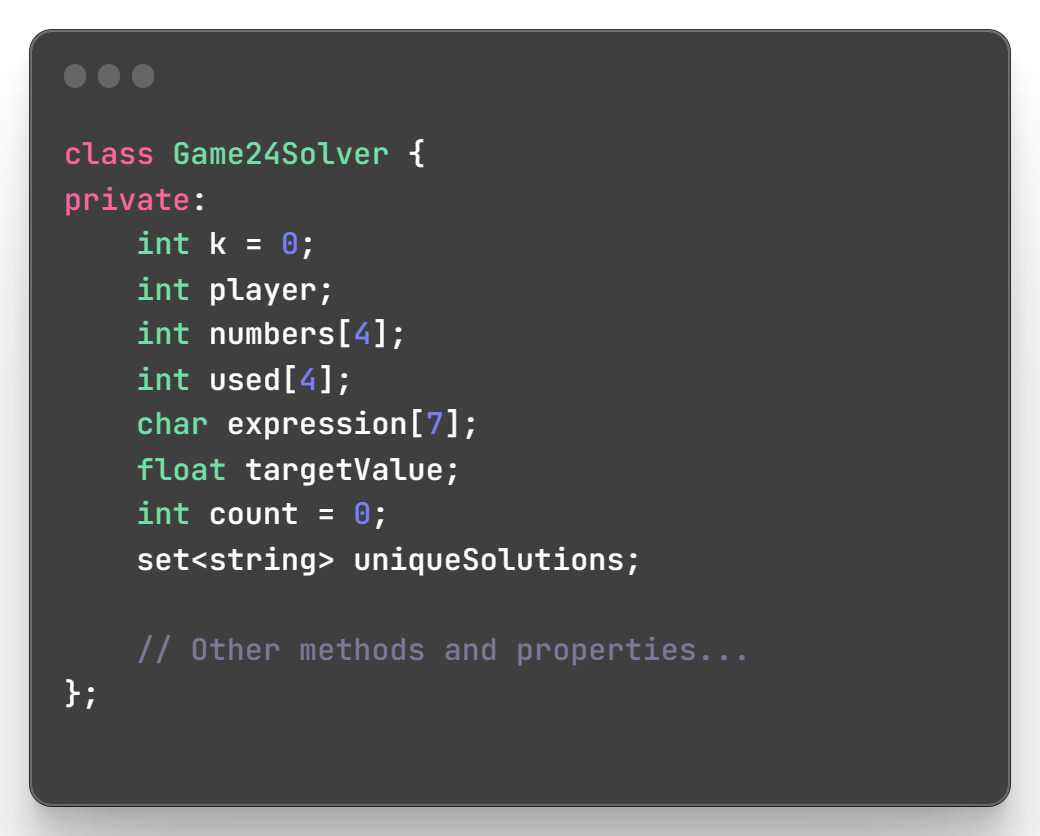 class Game24Solver {
private:
    int k = 0;
    int player;
    int numbers[4];
    int used[4];
    char expression[7];
    float targetValue;
    int count = 0;
    set<string> uniqueSolutions;

    // Other methods and properties...
};